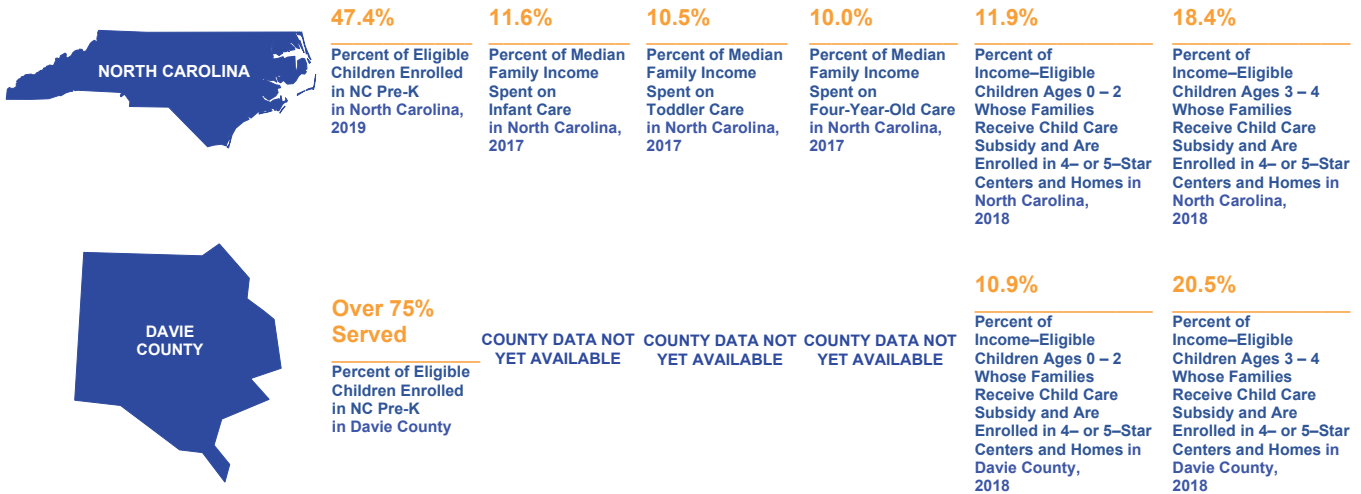 NORTH CAROLINA
47.4%
Percent of Eligible
Children Enrolled
in NC Pre-K
in North Carolina,
2019
11.6%
Percent of Median
Family Income
Spent on
Infant Care
in North Carolina,
2017
10.5%
Percent of Median
Family Income
Spent on
Toddler Care
in North Carolina,
2017
10.0%
Percent of Median
Family Income
Spent on
Four-Year-Old Care
in North Carolina,
2017
11.9%
Percent of
Income–Eligible
Children Ages 0 – 2
Whose Families
Receive Child Care
Subsidy and Are
Enrolled in 4– or 5–Star
Centers and Homes in
North Carolina,
2018
18.4%
Percent of
Income–Eligible
Children Ages 3 – 4
Whose Families
Receive Child Care
Subsidy and Are
Enrolled in 4– or 5–Star
Centers and Homes in
North Carolina,
2018
DAVIE
COUNTY
Over 75%
Served
Percent of Eligible
Children Enrolled
in NC Pre-K
in Davie County
COUNTY DATA NOT
YET AVAILABLE
COUNTY DATA NOT
YET AVAILABLE
COUNTY DATA NOT
YET AVAILABLE
10.9%
Percent of
Income–Eligible
Children Ages 0 – 2
Whose Families
Receive Child Care
Subsidy and Are
Enrolled in 4– or 5–Star
Centers and Homes in
Davie County,
2018
20.5%
Percent of
Income–Eligible
Children Ages 3 – 4
Whose Families
Receive Child Care
Subsidy and Are
Enrolled in 4– or 5–Star
Centers and Homes in
Davie County,
2018